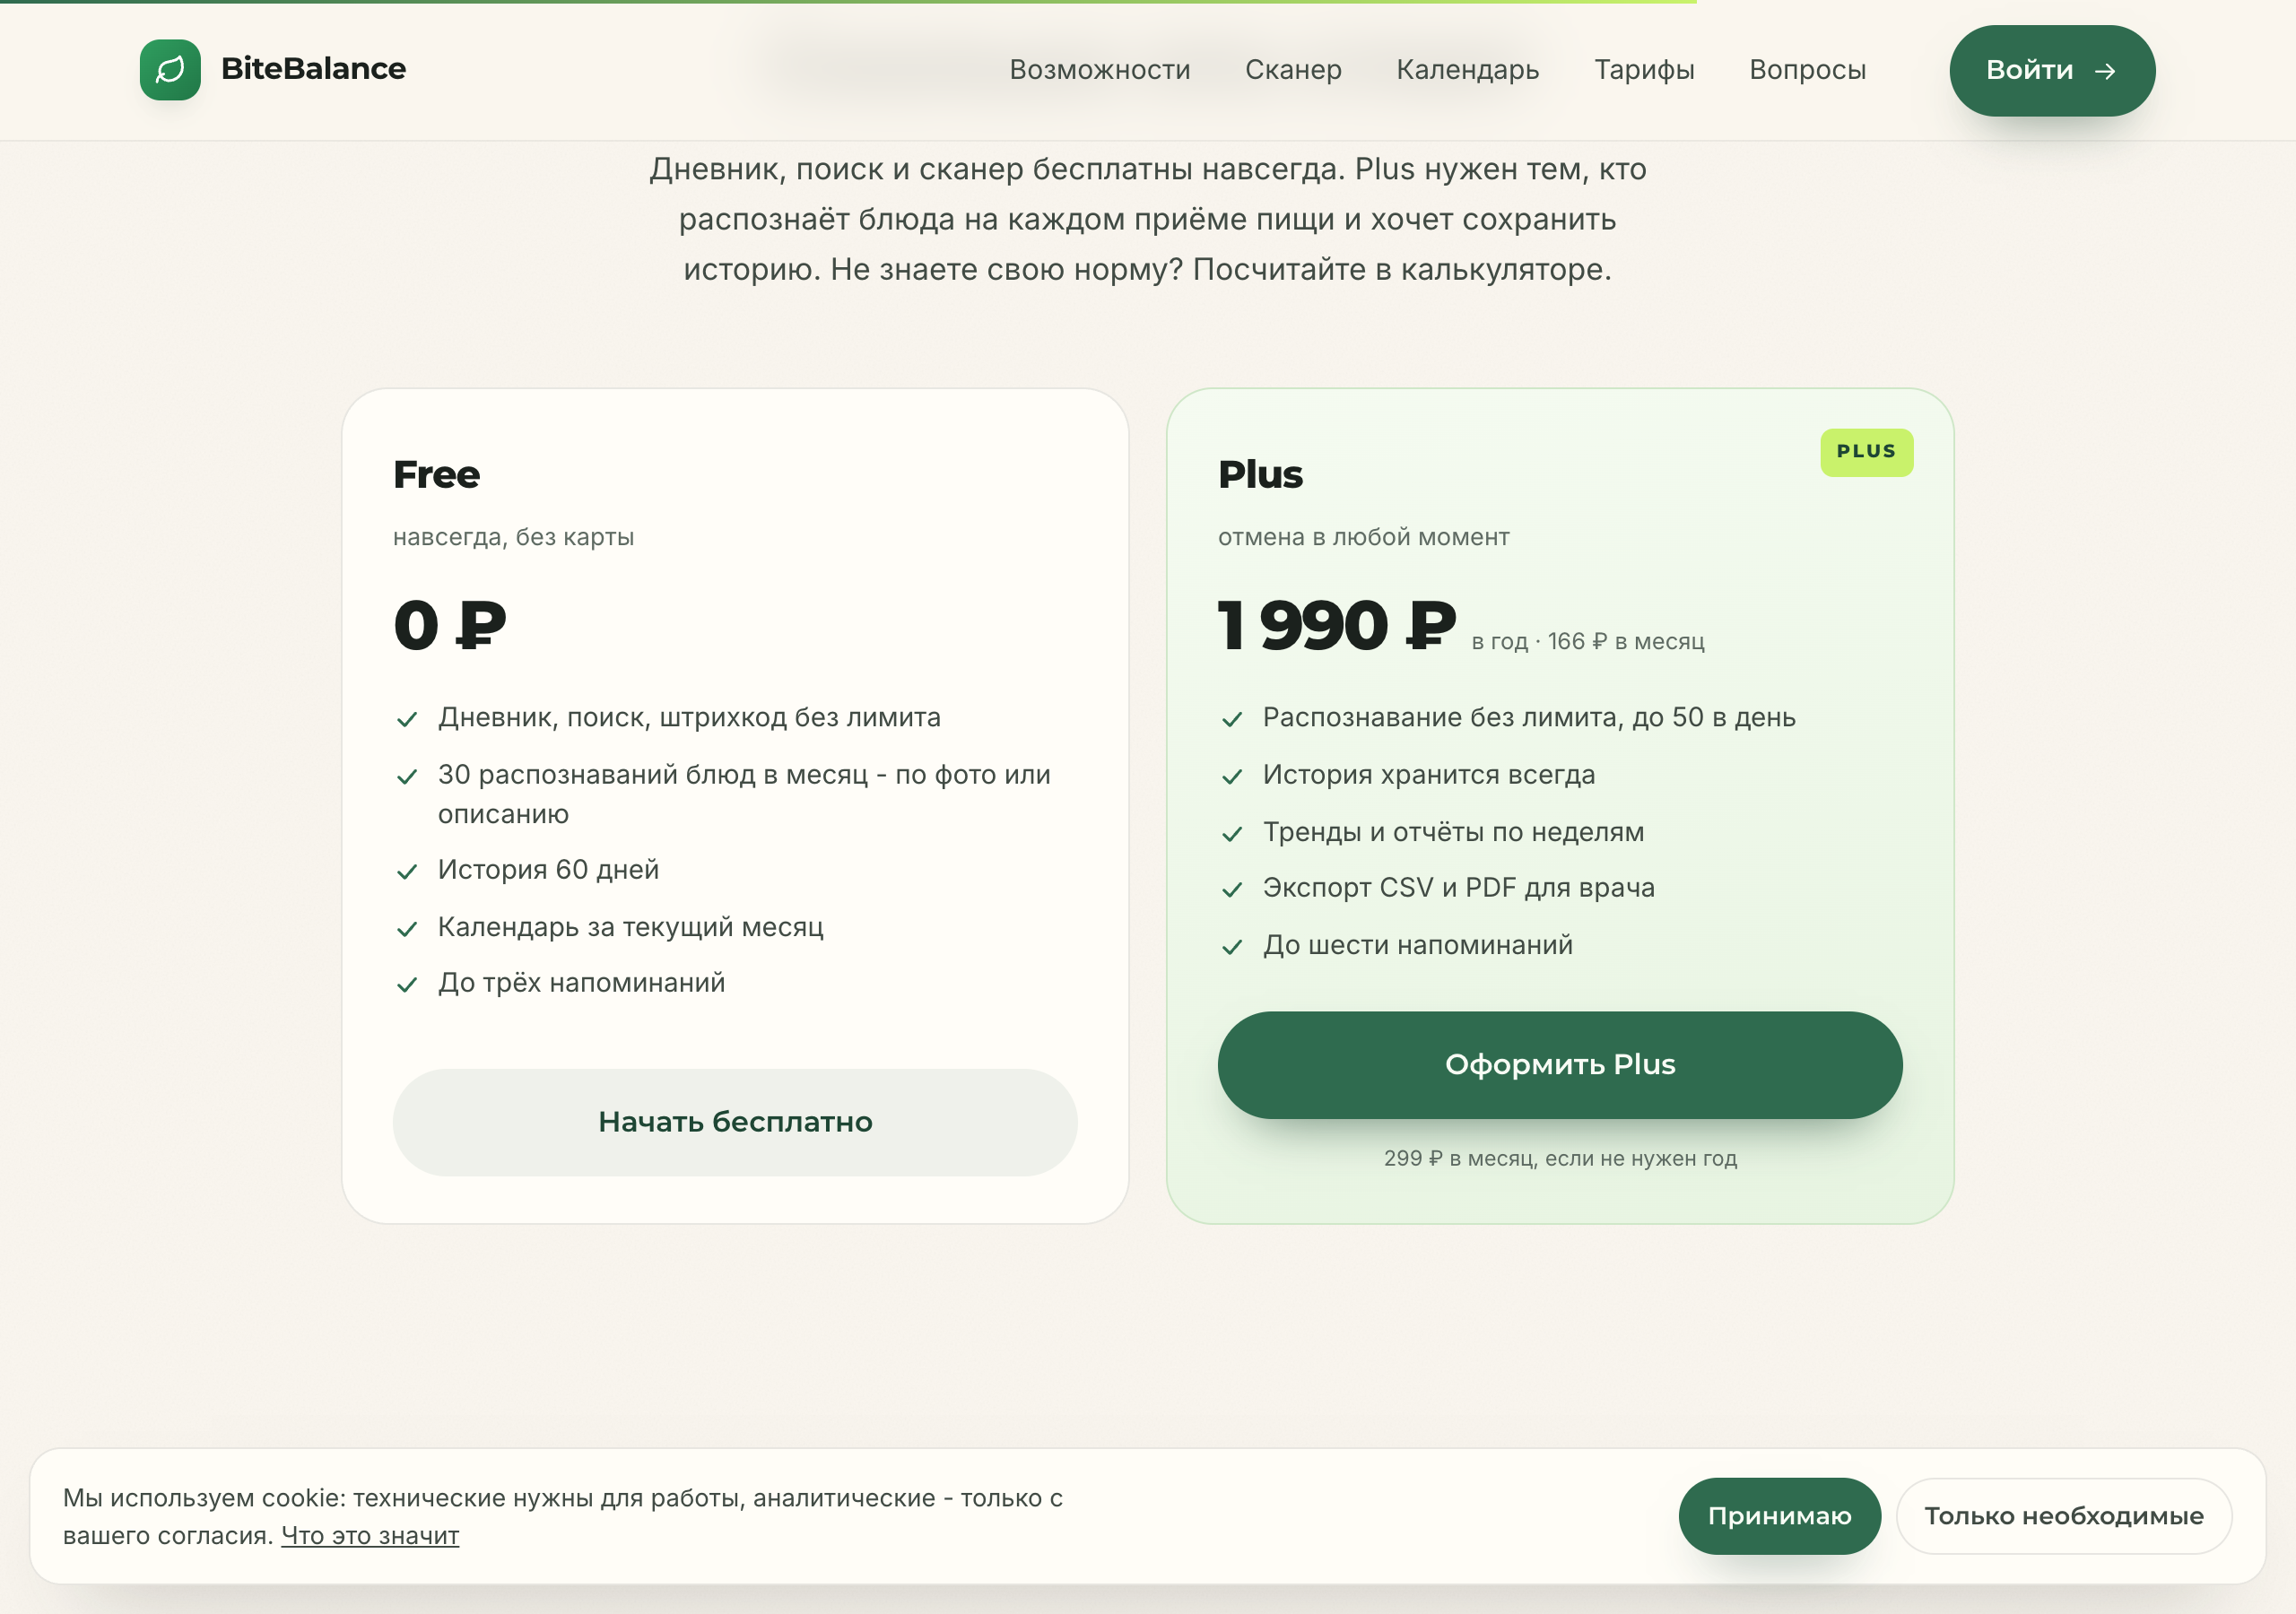 BiteBalance
Возможности Сканер Календарь Тарифы Вопросы Войти →
Дневник, поиск и сканер бесплатны навсегда. Plus нужен тем, кто
распознаёт блюда на каждом приёме пищи и хочет сохранить
историю. Не знаете свою норму? Посчитайте в калькуляторе.
Free
навсегда, без карты
0 ₽
Дневник, поиск, штрихкод без лимита
30 распознаваний блюд в месяц - по фото или
описанию
История 60 дней
Календарь за текущий месяц
До трёх напоминаний
Начать бесплатно
PLUS
Plus
отмена в любой момент
1 990 ₽ в год · 166 ₽ в месяц
Распознавание без лимита, до 50 в день
История хранится всегда
Тренды и отчёты по неделям
Экспорт CSV и PDF для врача
До шести напоминаний
Оформить Plus
299 ₽ в месяц, если не нужен год
Мы используем cookie: технические нужны для работы, аналитические - только с
вашего согласия. Что это значит
Принимаю
Только необходимые